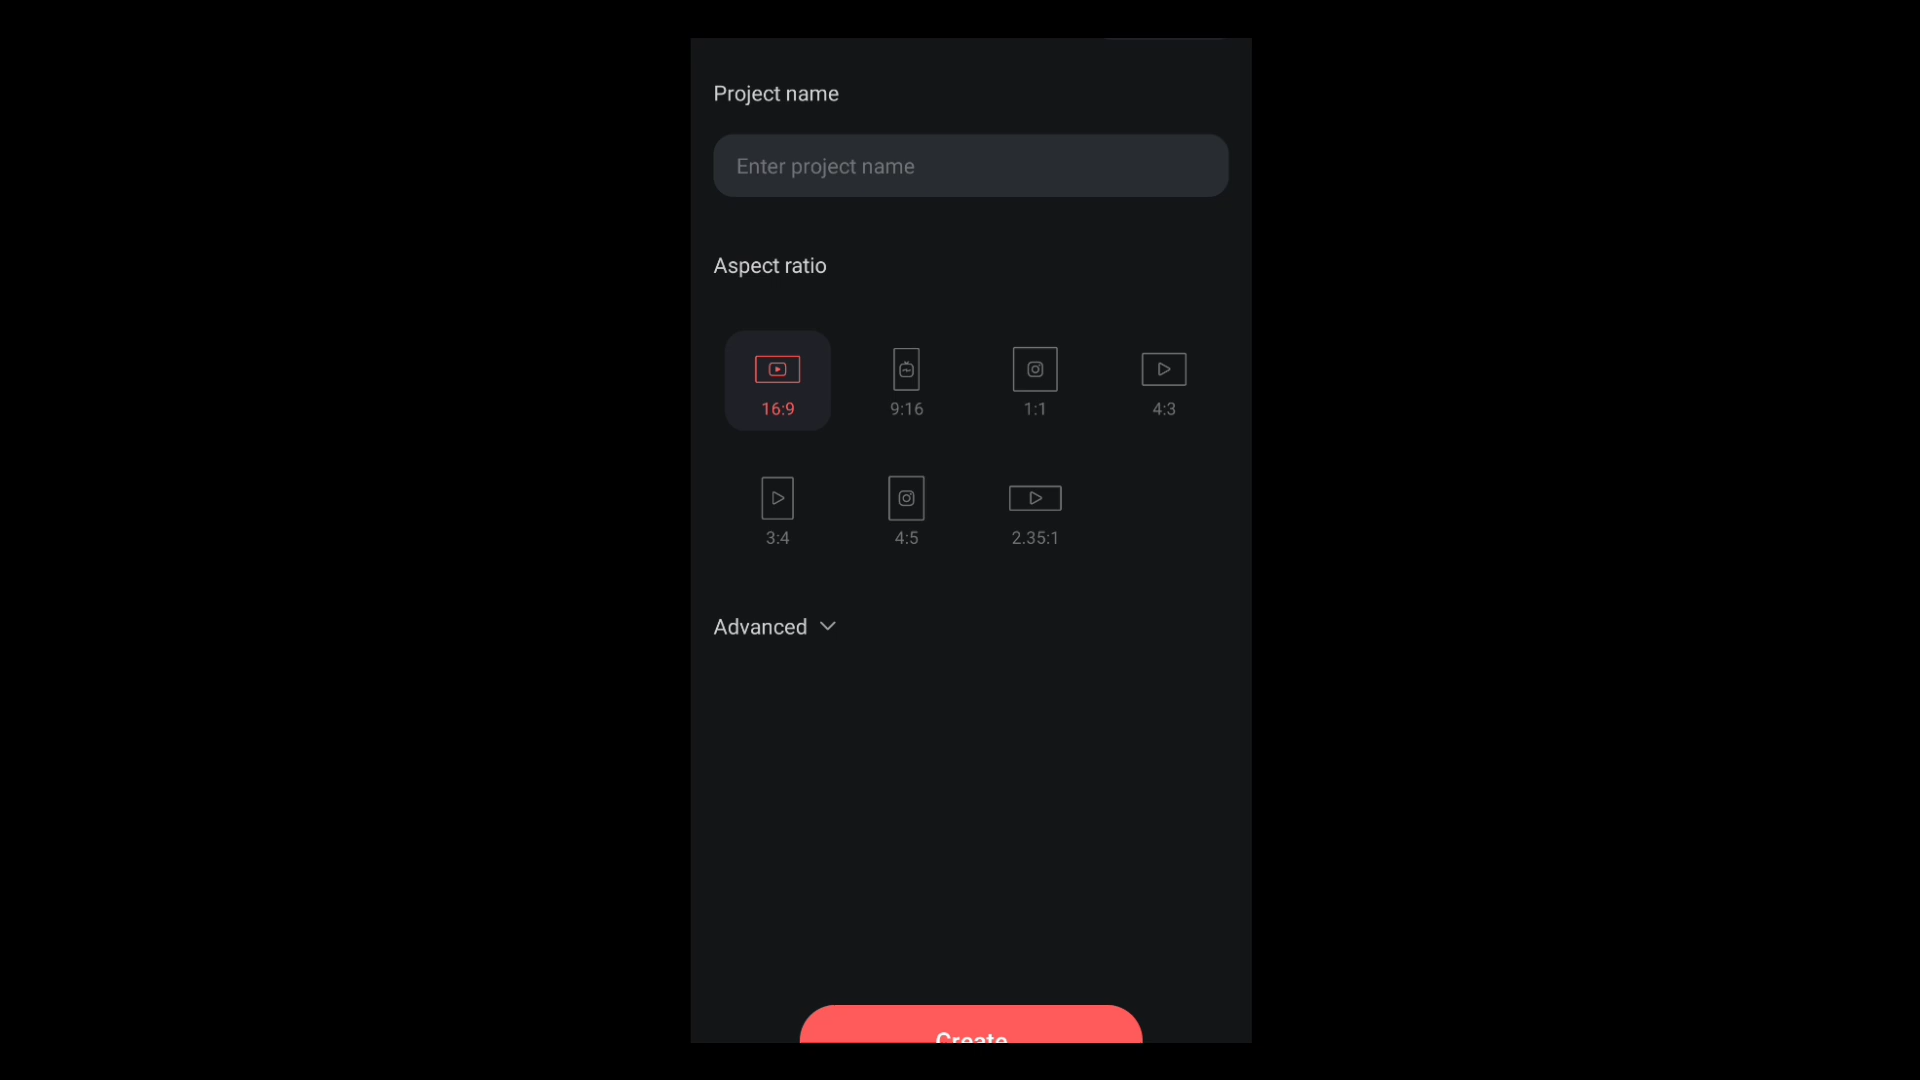 Project name
Enter project name
Aspect ratio
16:9
9:16
1:1
4:3
3:4
4:5
2.35:1
Advanced
Create